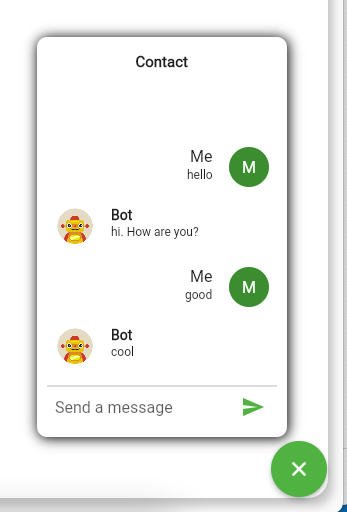 Contact
Me
hello
M
Bot
hi. How are you?
Me
good
M
Bot
cool
Send a message